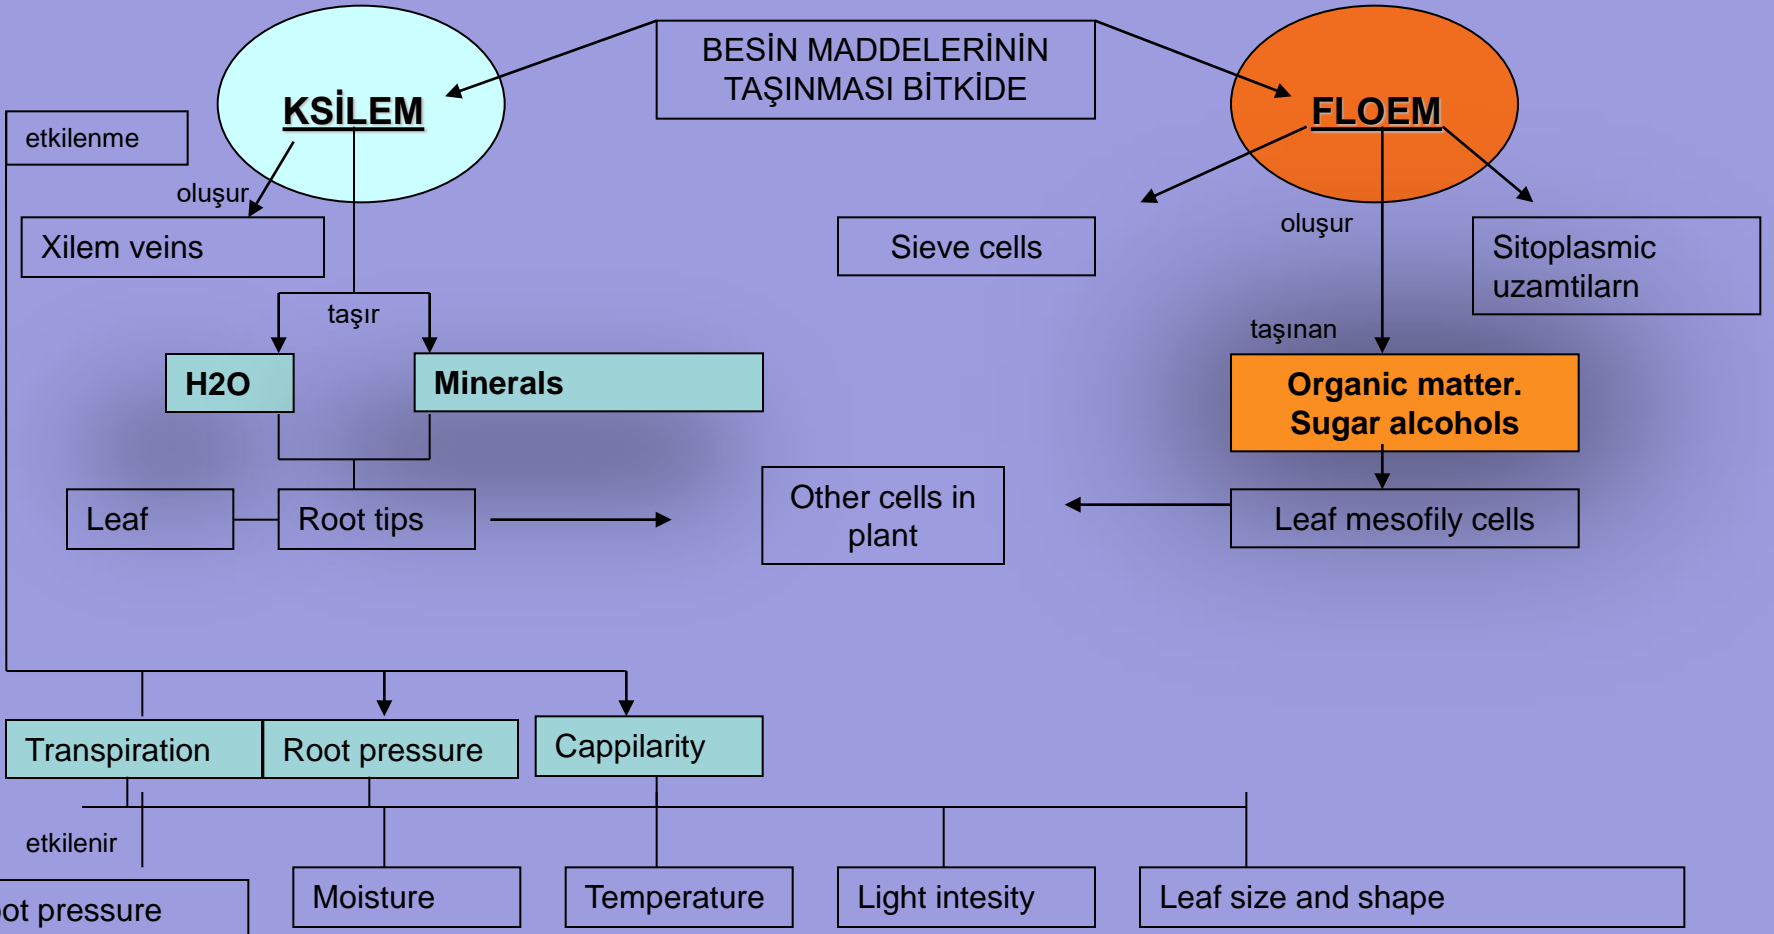 BESİN MADDELERİNİN
TAŞINMASI BİTKİDE
KSİLEM
FLOEM
etkilenme
oluşur
oluşur
Xilem veins
Sieve cells
Sitoplasmic
uzamtilarn
taşır
taşınan
H2O
Minerals
Organic matter.
Sugar alcohols
Leaf
Root tips
Other cells in
plant
Leaf mesofily cells
Transpiration
Root pressure
Cappilarity
etkilenir
ot pressure
Moisture
Temperature
Light intesity
Leaf size and shape